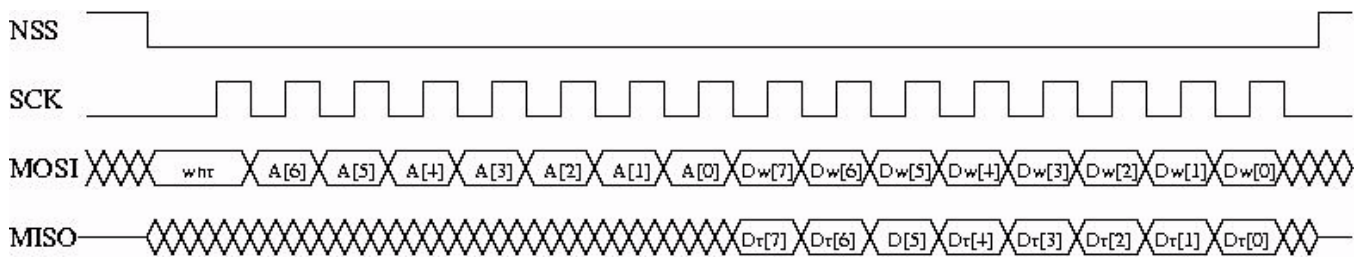 NSS
SCK
MOSI whr A[6] A[5] A[4] A[3] A[2] A[1] A[0] Dw[7] Dw[6] Dw[5] Dw[4] Dw[3] Dw[2] Dw[1] Dw[0]
MISO Dr[7] Dr[6] D[5] Dr[4] Dr[3] Dr[2] Dr[1] Dr[0]